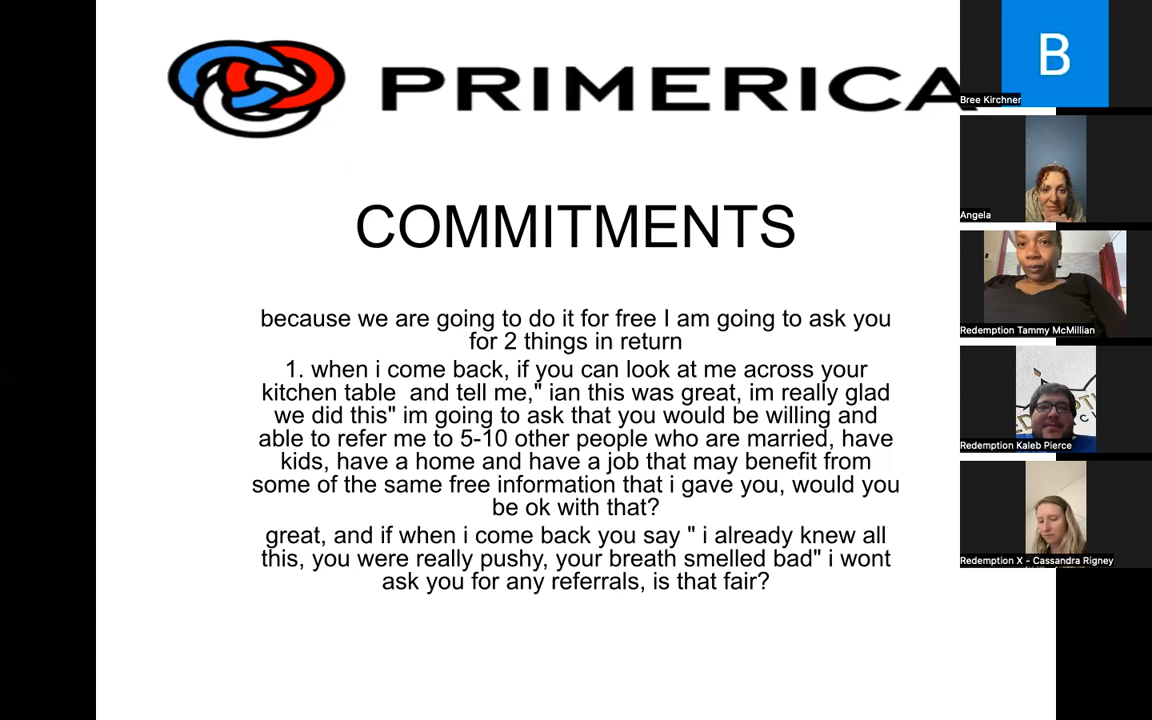 PRIMERICA
COMMITMENTS
because we are going to do it for free I am going to ask you
for 2 things in return
1. when i come back, if you can look at me across your
kitchen table  and tell me," ian this was great, im really glad
we did this" im going to ask that you would be willing and
able to refer me to 5-10 other people who are married, have
kids, have a home and have a job that may benefit from
some of the same free information that i gave you, would you
be ok with that?
great, and if when i come back you say " i already knew all
this, you were really pushy, your breath smelled bad" i wont
ask you for any referrals, is that fair?
B
Bree Kirchner
Angela
Redemption Tammy McMillian
Redemption Kaleb Pierce
Redemption X - Cassandra Rigney